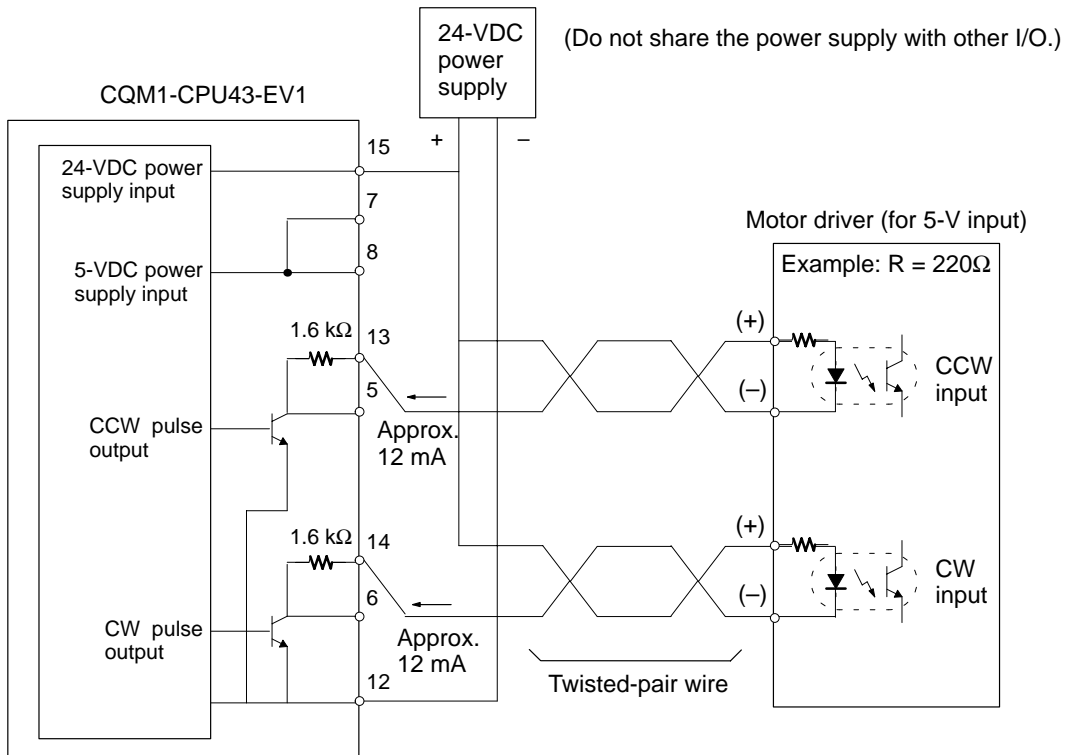 24-VDC
power
supply
(Do not share the power supply with other I/O.)
CQM1-CPU43-EV1
+
–
15
24-VDC power
supply input
7
Motor driver (for 5-V input)
8
5-VDC power
supply input
Example: R = 220Ω
1.6 kΩ
13
(+)
CCW
input
5
(–)
CCW pulse
output
Approx.
12 mA
1.6 kΩ
14
(+)
CW
input
6
(–)
CW pulse
output
Approx.
12 mA
12
Twisted-pair wire